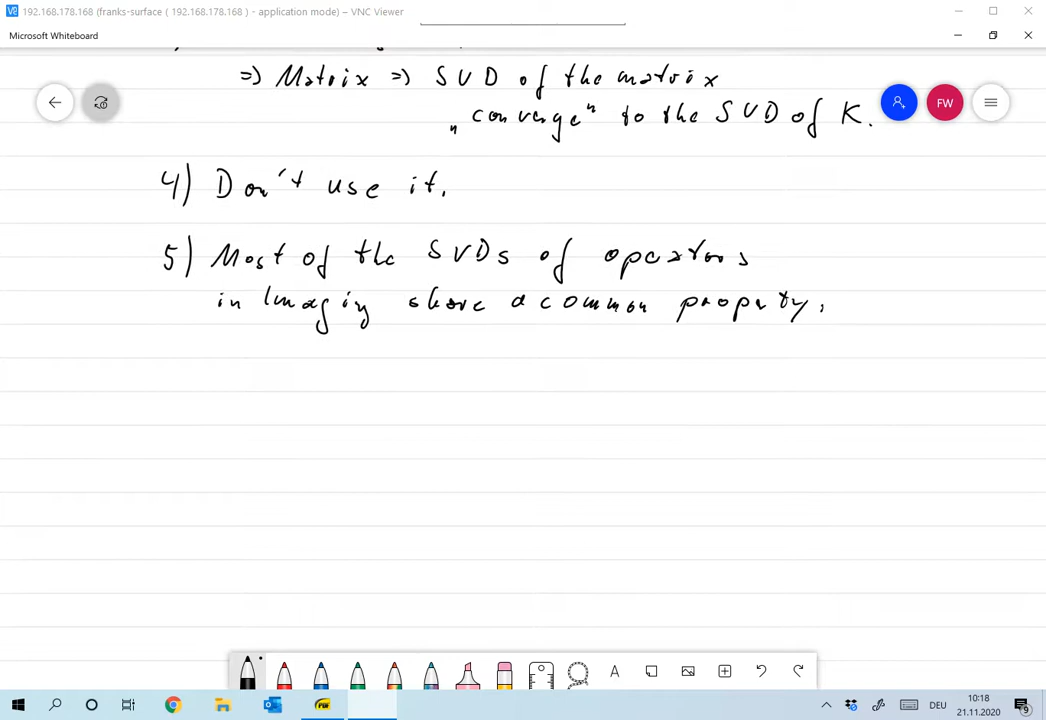 192.168.178.168 (franks-surface ( 192.168.178.168 ) - application mode) – VNC Viewer
Microsoft Whiteboard
FW
=> Matrix => SVD of the matrix
„converge" to the SVD of K.
4) Don't use it.
5) Most of the SVDs of operators
in Imaging share a common property.
A
DEU
10:18
21.11.2020
9